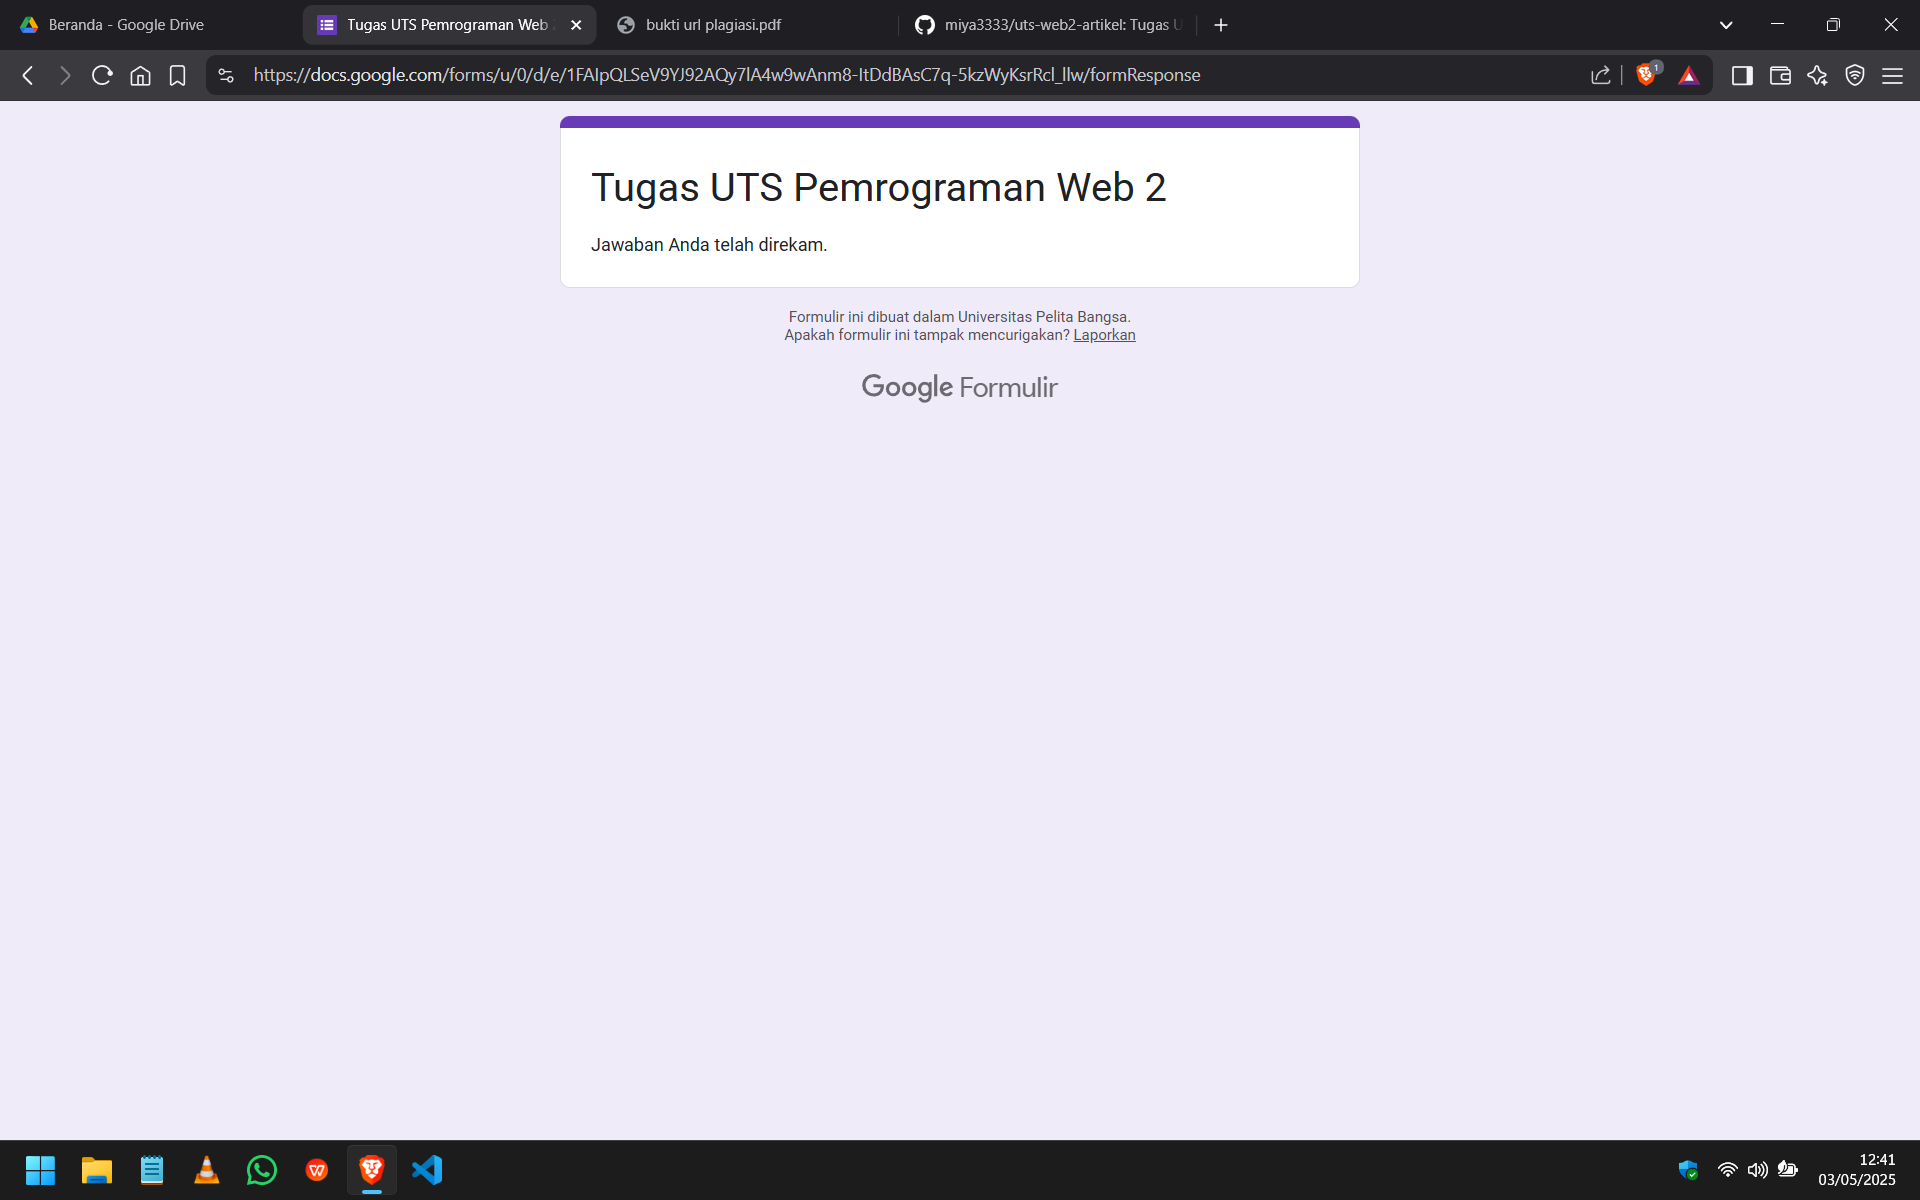 Beranda - Google Drive
Tugas UTS Pemrograman Web
bukti url plagiasi.pdf
miya3333/uts-web2-artikel: Tugas U
https://docs.google.com/forms/u/0/d/e/1FAIpQLSeV9YJ92AQy7lA4w9wAnm8-ItDdBAsC7q-5kzWyKsrRcl_llw/formResponse
1
Tugas UTS Pemrograman Web 2
Jawaban Anda telah direkam.
Formulir ini dibuat dalam Universitas Pelita Bangsa.
Apakah formulir ini tampak mencurigakan? Laporkan
Google Formulir
12:41
03/05/2025